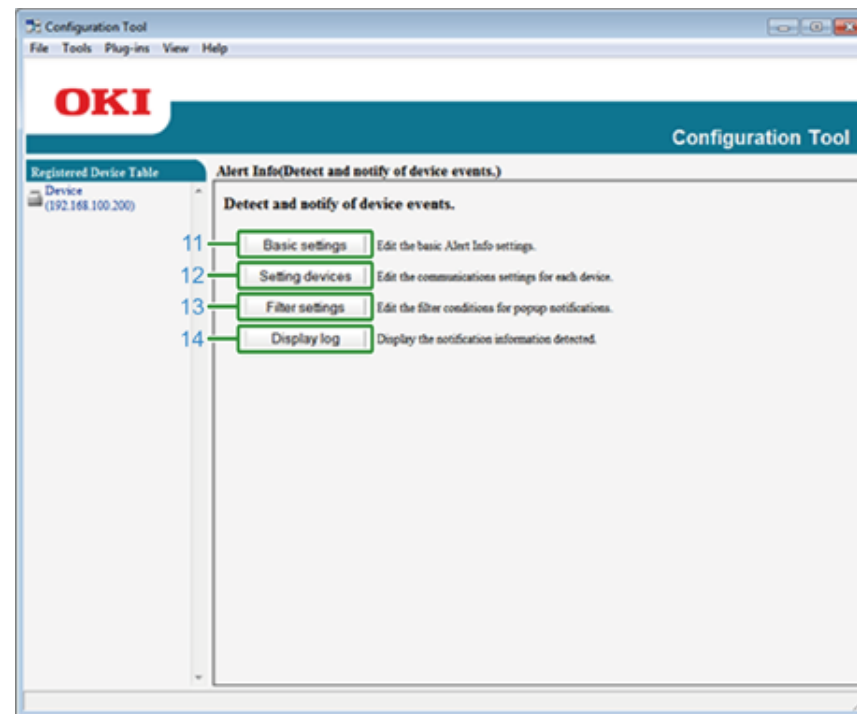 Configuration Tool
File Tools Plug-ins View Help
OKI
Configuration Tool
Registered Device Table
Alert Info(Detect and notify of device events.)
Device
(192.168.100.200)
Detect and notify of device events.
11 Basic settings Edit the basic Alert Info settings.
12 Setting devices Edit the communications settings for each device.
13 Filter settings Edit the filter conditions for popup notifications.
14 Display log Display the notification information detected.